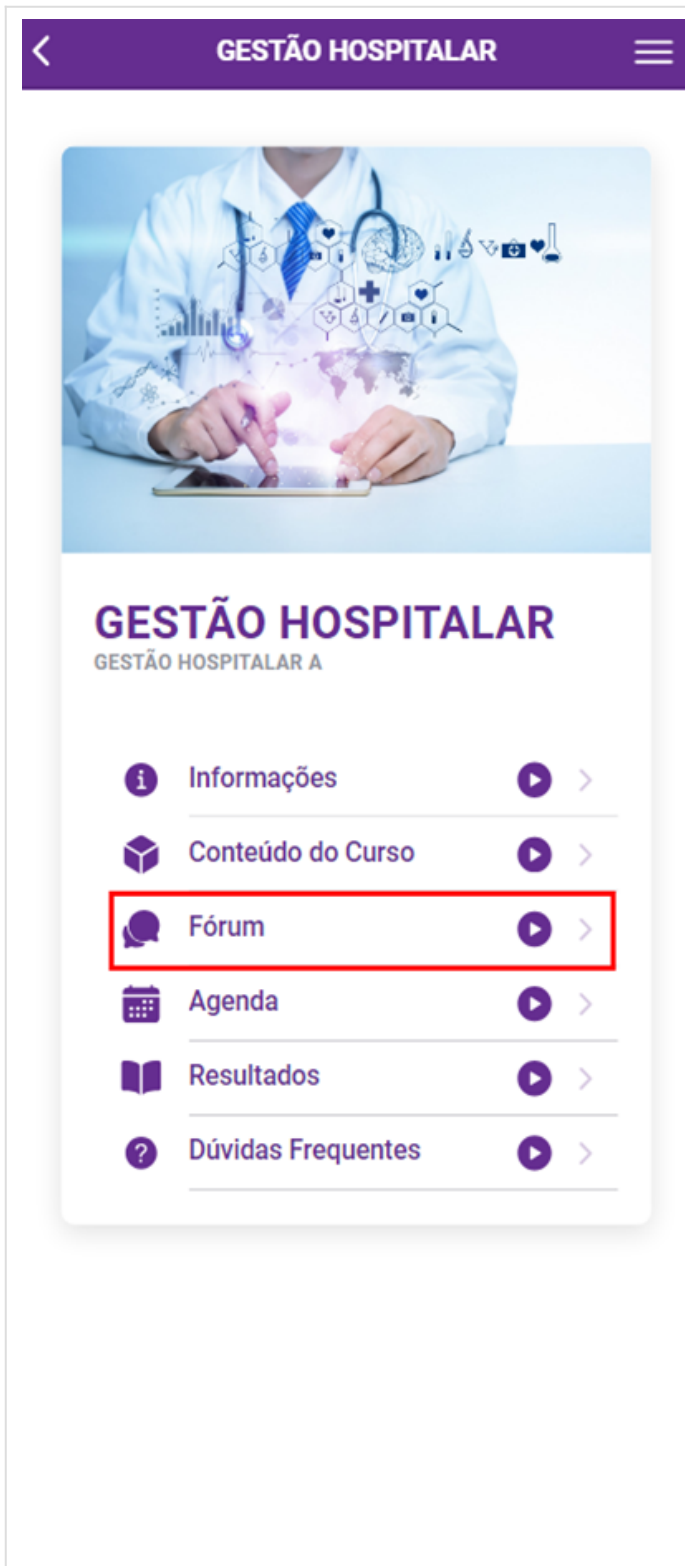 GESTÃO HOSPITALAR
GESTÃO HOSPITALAR
GESTÃO HOSPITALAR A
Informações
Conteúdo do Curso
Fórum
Agenda
Resultados
Dúvidas Frequentes